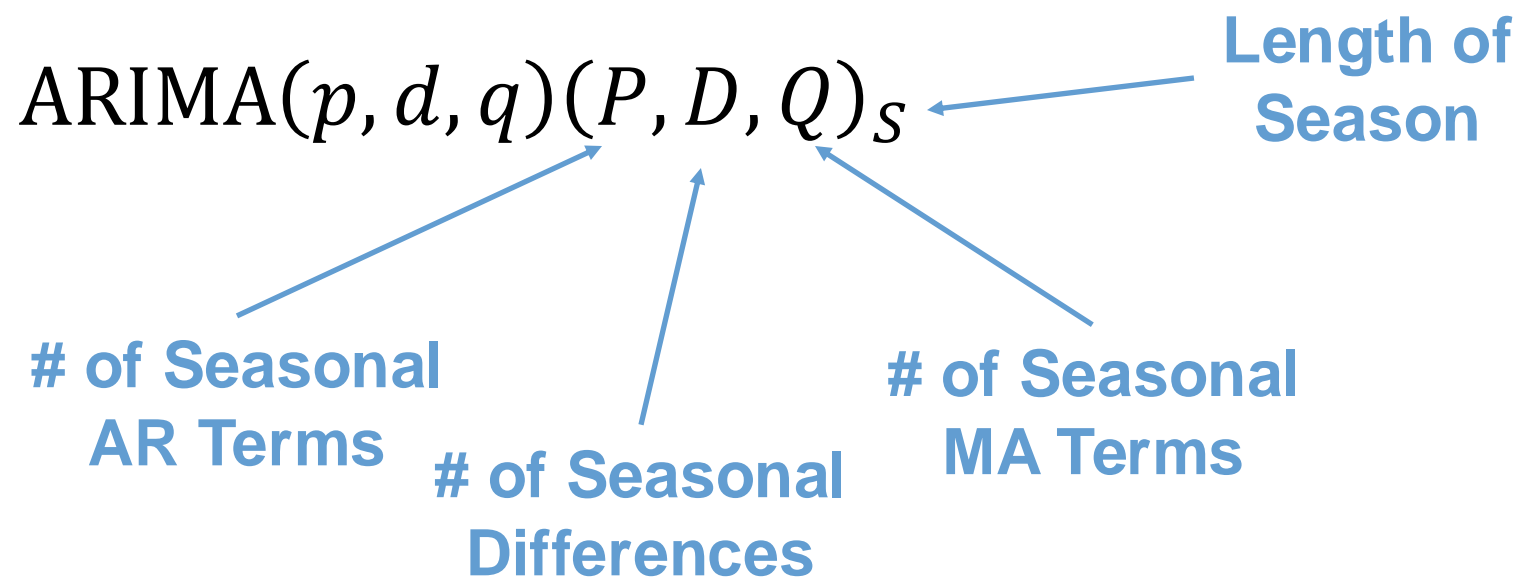 Length of
Season
ARIMA(p, d, q)(P, D, Q)S
# of Seasonal
AR Terms
# of Seasonal
Differences
# of Seasonal
MA Terms